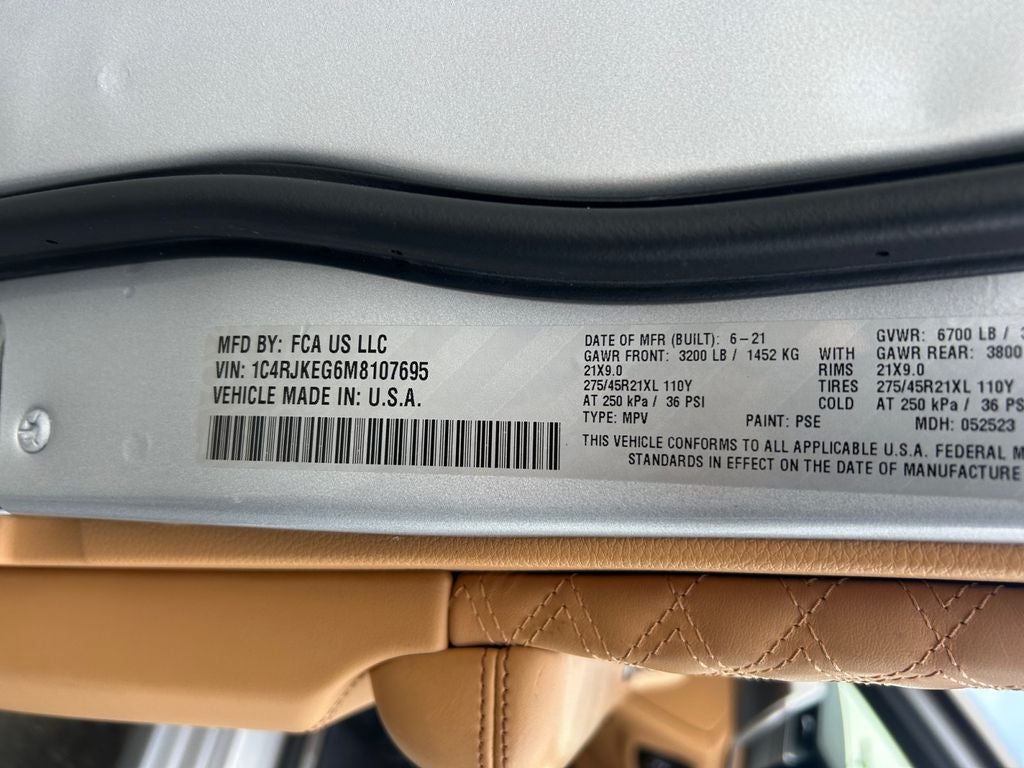 MFD BY: FCA US LLC
VIN: 1C4RJKEG6M8107695
VEHICLE MADE IN: U.S.A.
DATE OF MFR (BUILT): 6-21
GVWR: 6700 LB /
GAWR FRONT: 3200 LB / 1452 KG WITH GAWR REAR: 3800
21X9.0 RIMS 21X9.0
275/45R21XL 110Y TIRES 275/45R21XL 110Y
AT 250 kPa / 36 PSI COLD AT 250 kPa / 36 PS
TYPE: MPV PAINT: PSE MDH: 052523
THIS VEHICLE CONFORMS TO ALL APPLICABLE U.S.A. FEDERAL M
STANDARDS IN EFFECT ON THE DATE OF MANUFACTURE